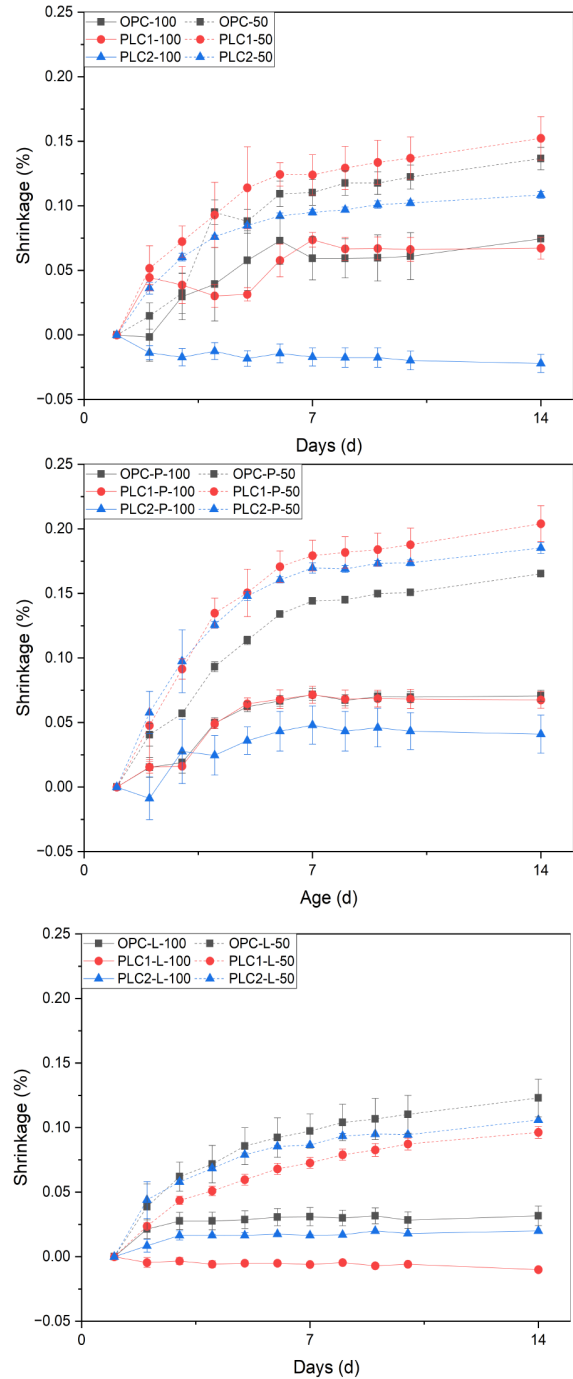 0.25
OPC-100 OPC-50
PLC1-100 PLC1-50
PLC2-100 PLC2-50
0.20
0.15
0.10
0.05
0.00
−0.05
Shrinkage (%)
0 7 14
Days (d)
0.25
OPC-P-100 OPC-P-50
PLC1-P-100 PLC1-P-50
PLC2-P-100 PLC2-P-50
0.20
0.15
0.10
0.05
0.00
−0.05
Shrinkage (%)
0 7 14
Age (d)
0.25
OPC-L-100 OPC-L-50
PLC1-L-100 PLC1-L-50
PLC2-L-100 PLC2-L-50
0.20
0.15
0.10
0.05
0.00
−0.05
Shrinkage (%)
0 7 14
Days (d)